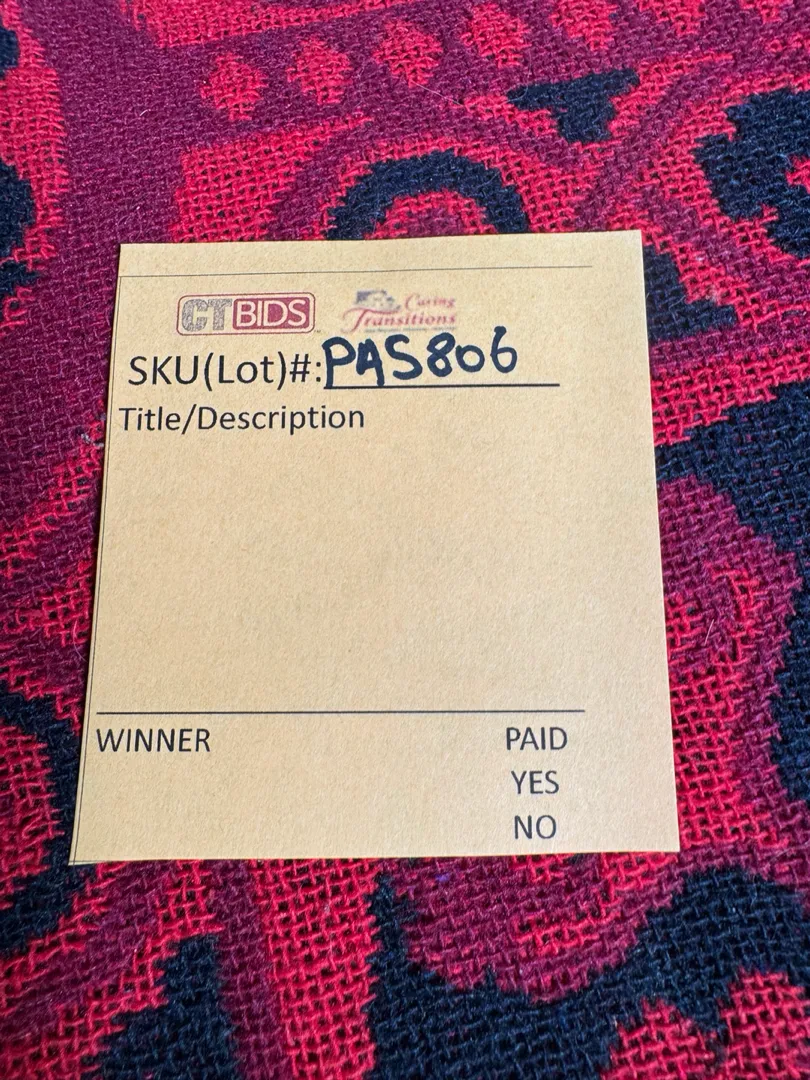 CTBIDS
Caring
Transitions
SKU(Lot)#:PAS806
Title/Description
WINNER PAID
YES
NO